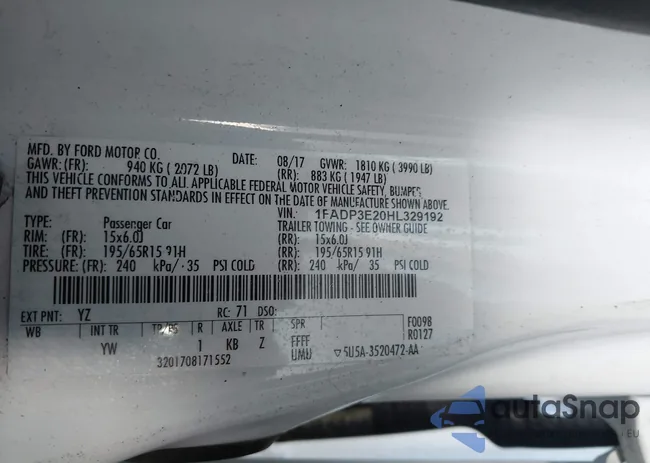 MFD. BY FORD MOTOR CO. DATE: 08/17 GVWR: 1810 KG ( 3990 LB)
GAWR: (FR): 940 KG ( 2072 LB) (RR): 883 KG ( 1947 LB)
THIS VEHICLE CONFORMS TO ALL APPLICABLE FEDERAL MOTOR VEHICLE SAFETY, BUMPER,
AND THEFT PREVENTION STANDARDS IN EFFECT ON THE DATE OF MANUFACTURE SHOWN ABOVE.
VIN: 1FADP3E20HL329192
TYPE: Passenger Car TRAILER TOWING - SEE OWNER GUIDE
RIM: (FR): 15x6.0J (RR): 15x6.0J
TIRE: (FR): 195/65R15 91H (RR): 195/65R15 91H
PRESSURE: (FR): 240 kPa/ 35 PSI COLD (RR): 240 kPa/ 35 PSI COLD
EXT PNT: YZ RC: 71 DSO: F0098
WB INT TR TP/PS R AXLE TR SPR R0127
YW 1 KB Z FFFF
3201708171552 UMU ▽ 5U5A-3520472-AA
autoSnap
.EU